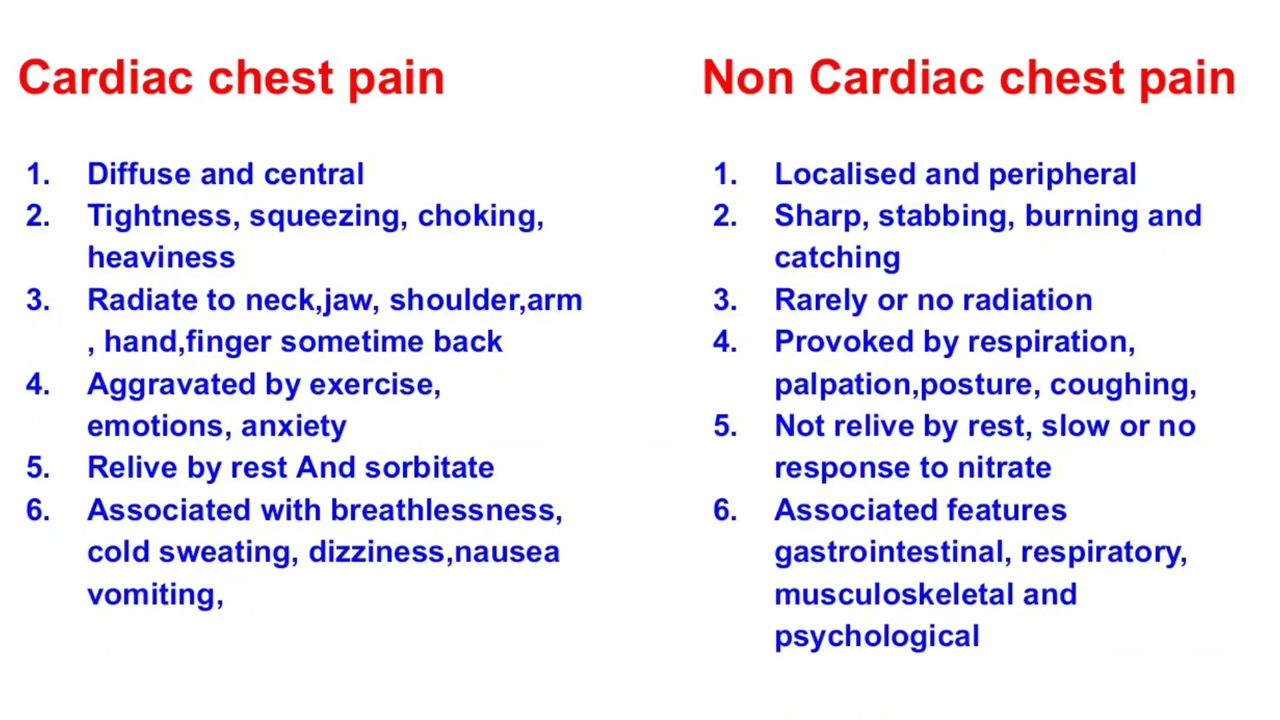 Cardiac chest pain
1. Diffuse and central
2. Tightness, squeezing, choking,
heaviness
3. Radiate to neck,jaw, shoulder,arm
, hand,finger sometime back
4. Aggravated by exercise,
emotions, anxiety
5. Relive by rest And sorbitate
6. Associated with breathlessness,
cold sweating, dizziness,nausea
vomiting,
Non Cardiac chest pain
1. Localised and peripheral
2. Sharp, stabbing, burning and
catching
3. Rarely or no radiation
4. Provoked by respiration,
palpation,posture, coughing,
5. Not relive by rest, slow or no
response to nitrate
6. Associated features
gastrointestinal, respiratory,
musculoskeletal and
psychological